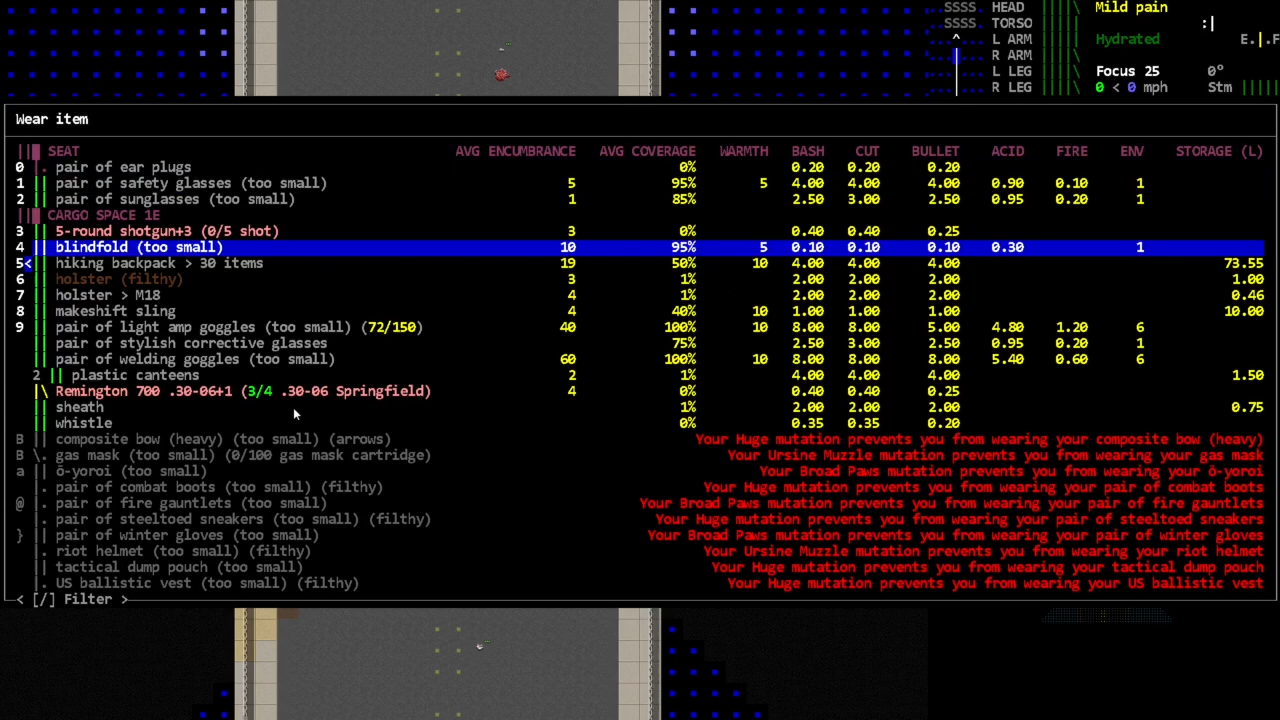 SSSS HEAD ||||\ Mild pain
SSSS TORSO ||||| :|
^ L ARM ||||\ Hydrated E.|.F
R ARM ||||\
L LEG ||||\ Focus 25 0°
R LEG ||||\ 0 < 0 mph Stm |||||
Wear item
SEAT AVG ENCUMBRANCE AVG COVERAGE WARMTH BASH CUT BULLET ACID FIRE ENV STORAGE (L)
0 |. pair of ear plugs 0% 0.20 0.20 0.20
1 || pair of safety glasses (too small) 5 95% 5 4.00 4.00 4.00 0.90 0.10 1
2 || pair of sunglasses (too small) 1 85% 2.50 3.00 2.50 0.95 0.20 1
CARGO SPACE 1E
3 || 5-round shotgun+3 (0/5 shot) 3 0% 0.40 0.40 0.25
4 || blindfold (too small) 10 95% 5 0.10 0.10 0.10 0.30 1
5<|| hiking backpack > 30 items 19 50% 10 4.00 4.00 4.00 73.55
6 || holster (filthy) 3 1% 2.00 2.00 2.00 1.00
7 || holster > M18 4 1% 2.00 2.00 2.00 0.46
8 || makeshift sling 4 40% 10 1.00 1.00 1.00 10.00
9 || pair of light amp goggles (too small) (72/150) 40 100% 10 8.00 8.00 5.00 4.80 1.20 6
|| pair of stylish corrective glasses 75% 2.50 3.00 2.50 0.95 0.20 1
|| pair of welding goggles (too small) 60 100% 10 8.00 8.00 8.00 5.40 0.60 6
2 || plastic canteens 2 1% 4.00 4.00 4.00 1.50
|\ Remington 700 .30-06+1 (3/4 .30-06 Springfield) 4 0% 0.40 0.40 0.25
|| sheath 1% 2.00 2.00 2.00 0.75
|| whistle 0% 0.35 0.35 0.20
B || composite bow (heavy) (too small) (arrows) Your Huge mutation prevents you from wearing your composite bow (heavy)
B \. gas mask (too small) (0/100 gas mask cartridge) Your Ursine Muzzle mutation prevents you from wearing your gas mask
a || ō-yoroi (too small) Your Broad Paws mutation prevents you from wearing your ō-yoroi
|. pair of combat boots (too small) (filthy) Your Huge mutation prevents you from wearing your pair of combat boots
@ |. pair of fire gauntlets (too small) Your Broad Paws mutation prevents you from wearing your pair of fire gauntlets
|. pair of steeltoed sneakers (too small) (filthy) Your Huge mutation prevents you from wearing your pair of steeltoed sneakers
} || pair of winter gloves (too small) Your Broad Paws mutation prevents you from wearing your pair of winter gloves
|. riot helmet (too small) (filthy) Your Ursine Muzzle mutation prevents you from wearing your riot helmet
|| tactical dump pouch (too small) Your Huge mutation prevents you from wearing your tactical dump pouch
|. US ballistic vest (too small) (filthy) Your Huge mutation prevents you from wearing your US ballistic vest
< [/] Filter >